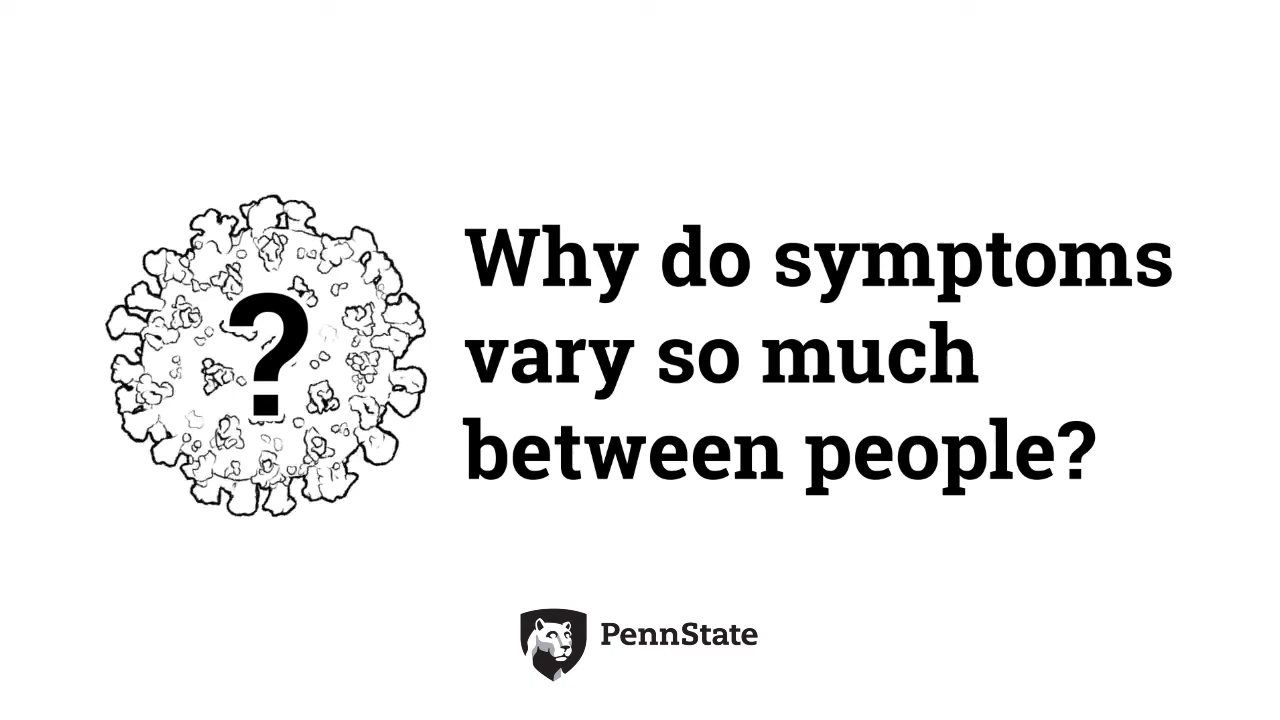 ?
Why do symptoms
vary so much
between people?
PennState